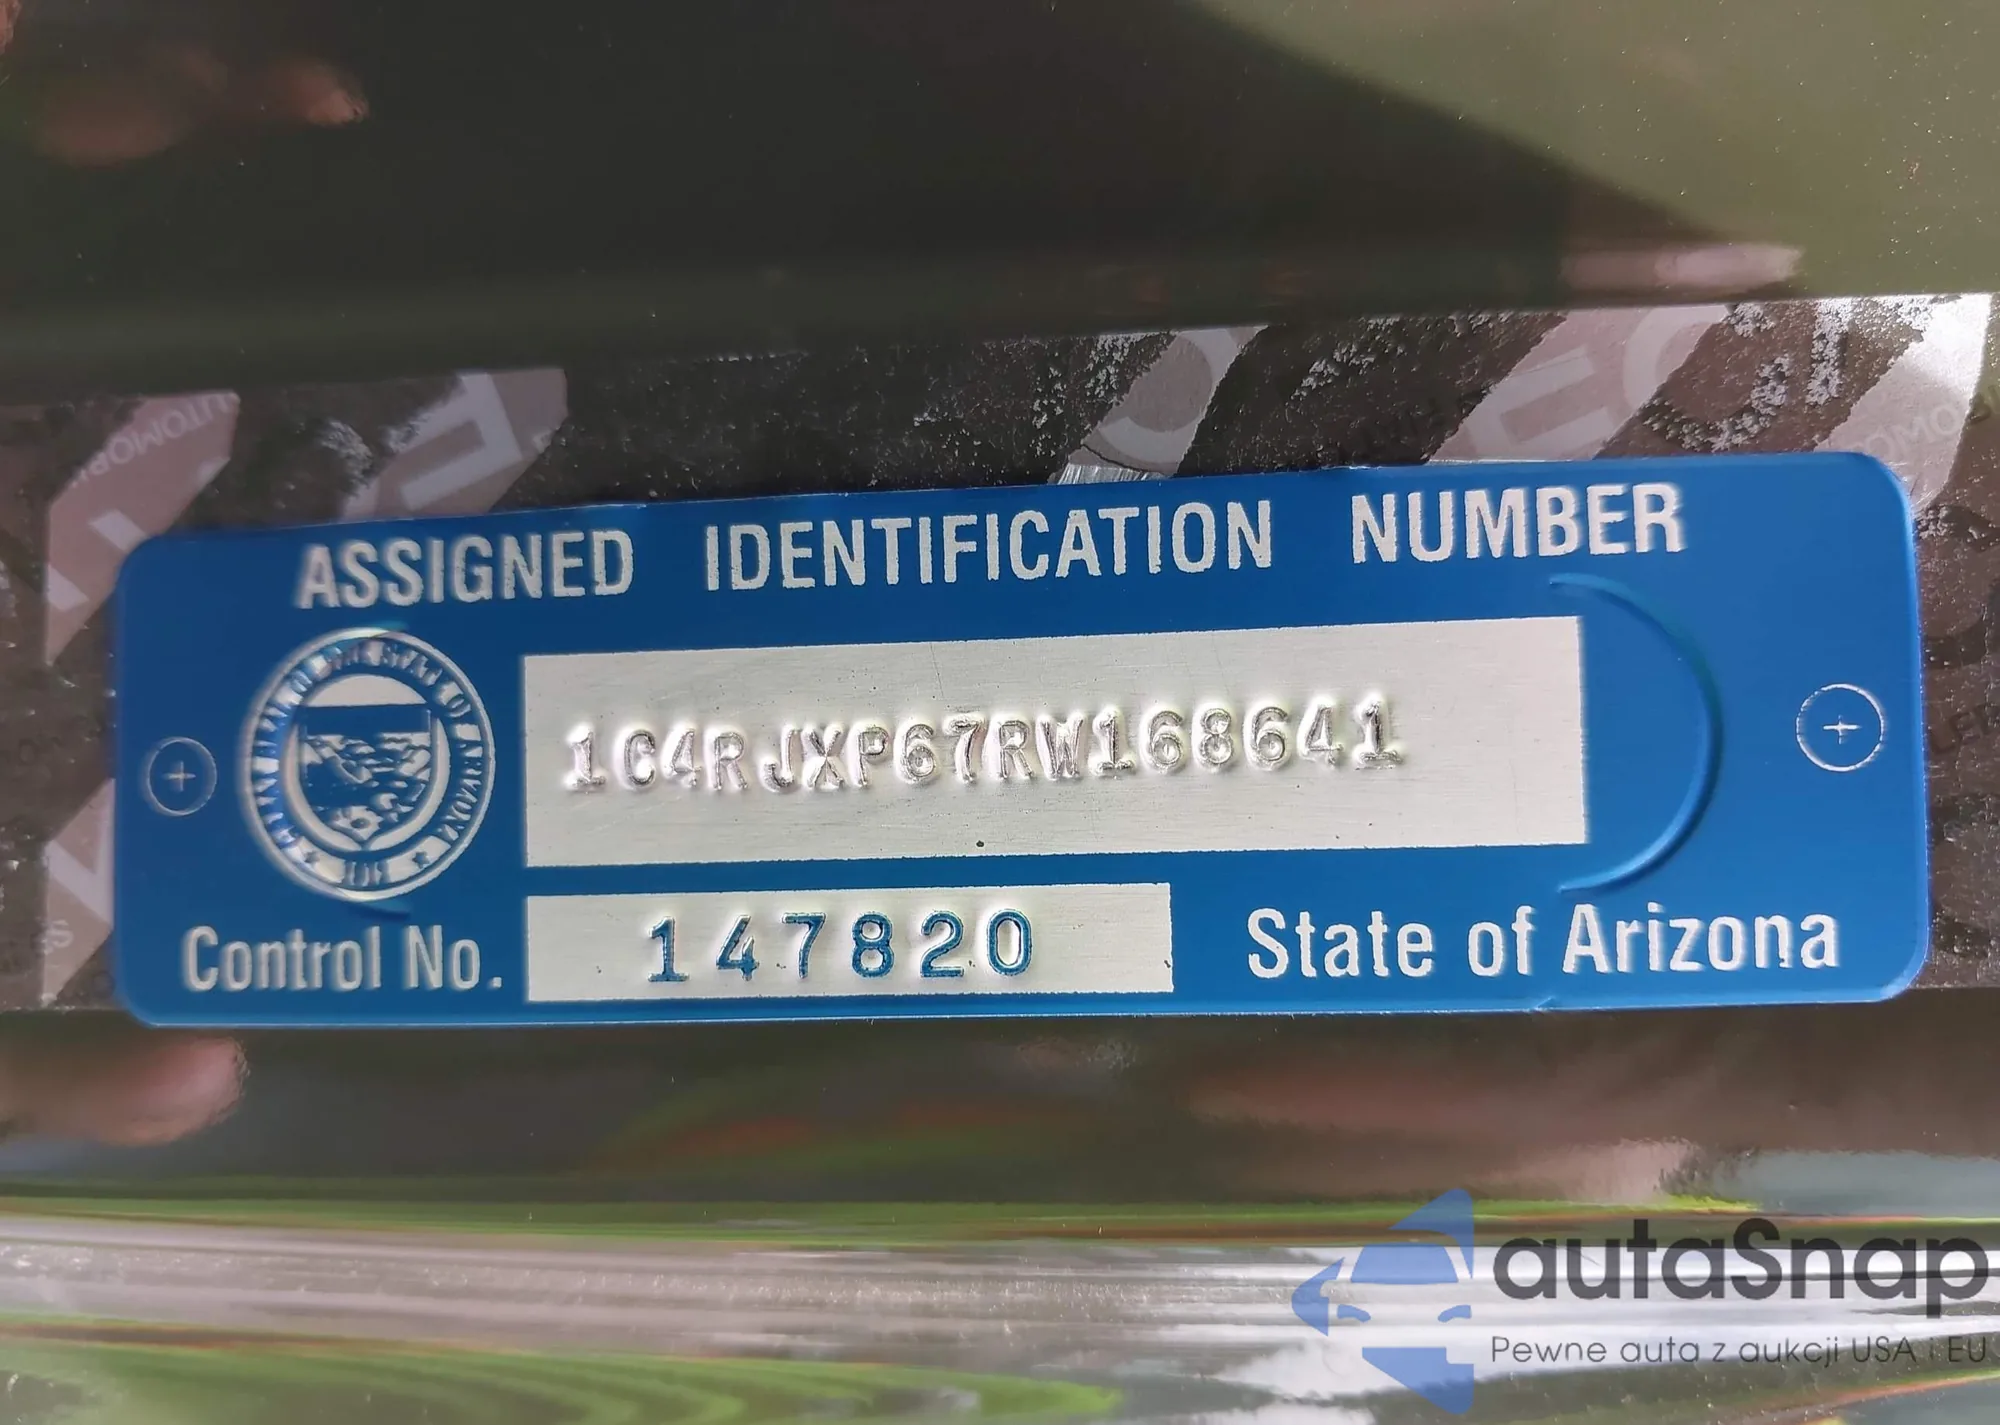 ASSIGNED IDENTIFICATION NUMBER
1C4RJXP67RW168641
Control No. 147820 State of Arizona
autaSnap
Pewne auta z aukcji USA i EU